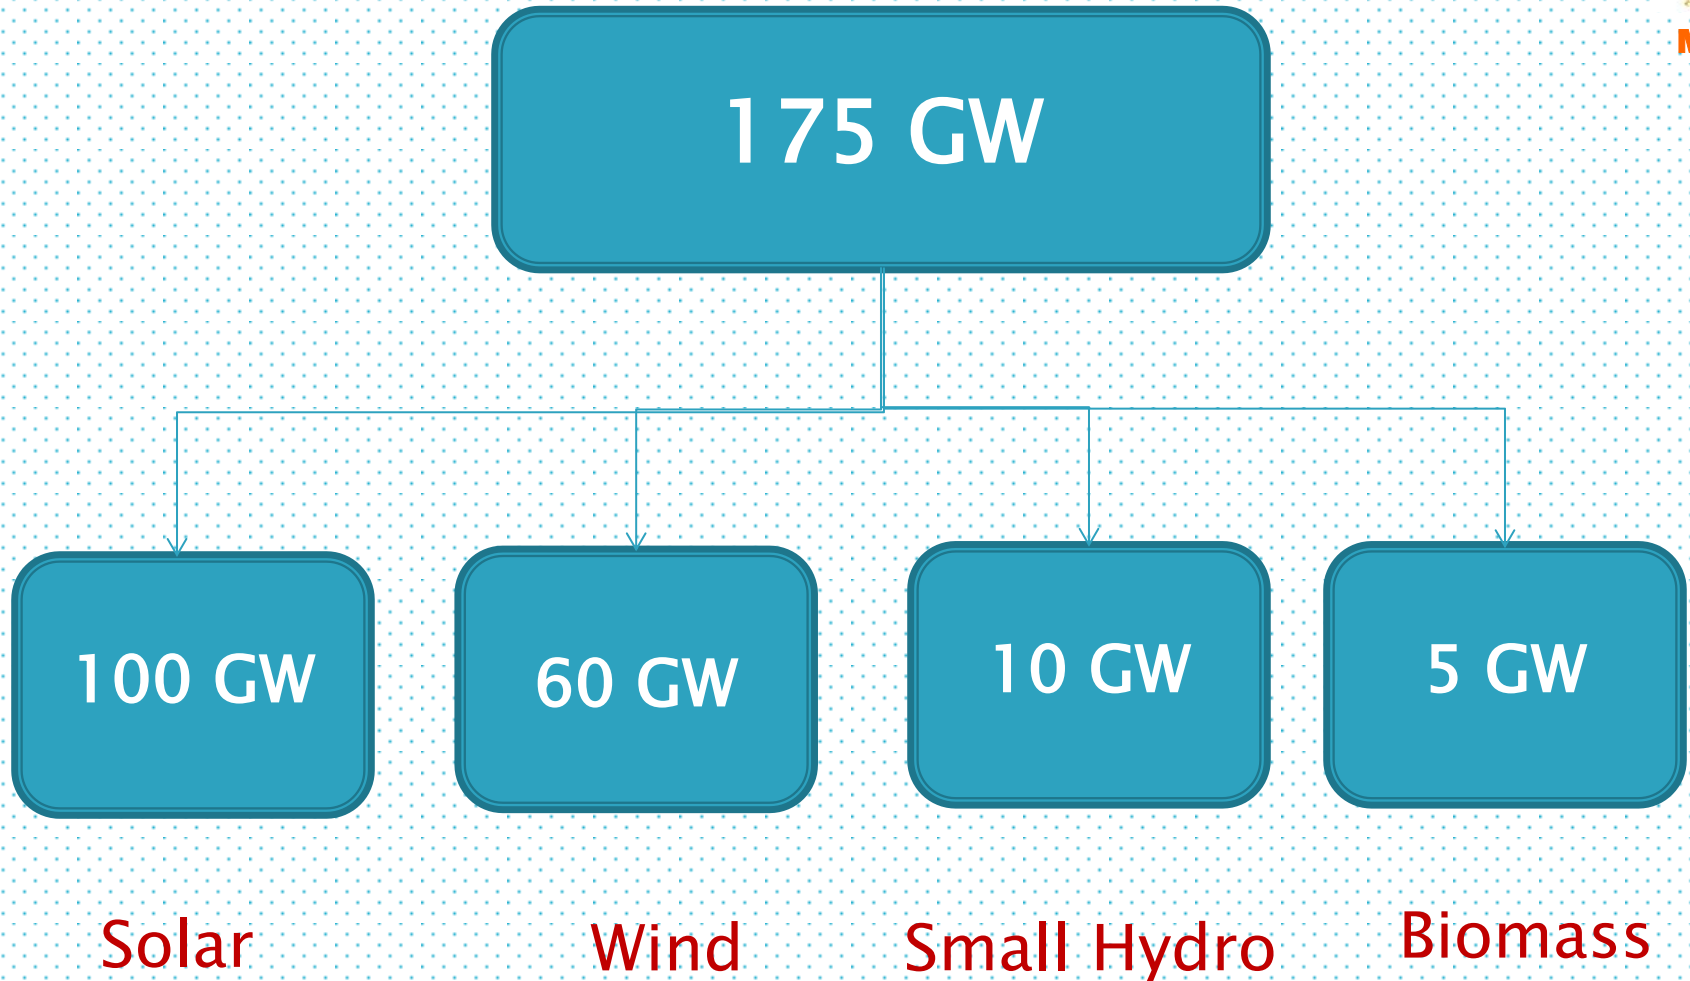 175 GW
100 GW
60 GW
10 GW
5 GW
Solar
Wind
Small Hydro
Biomass